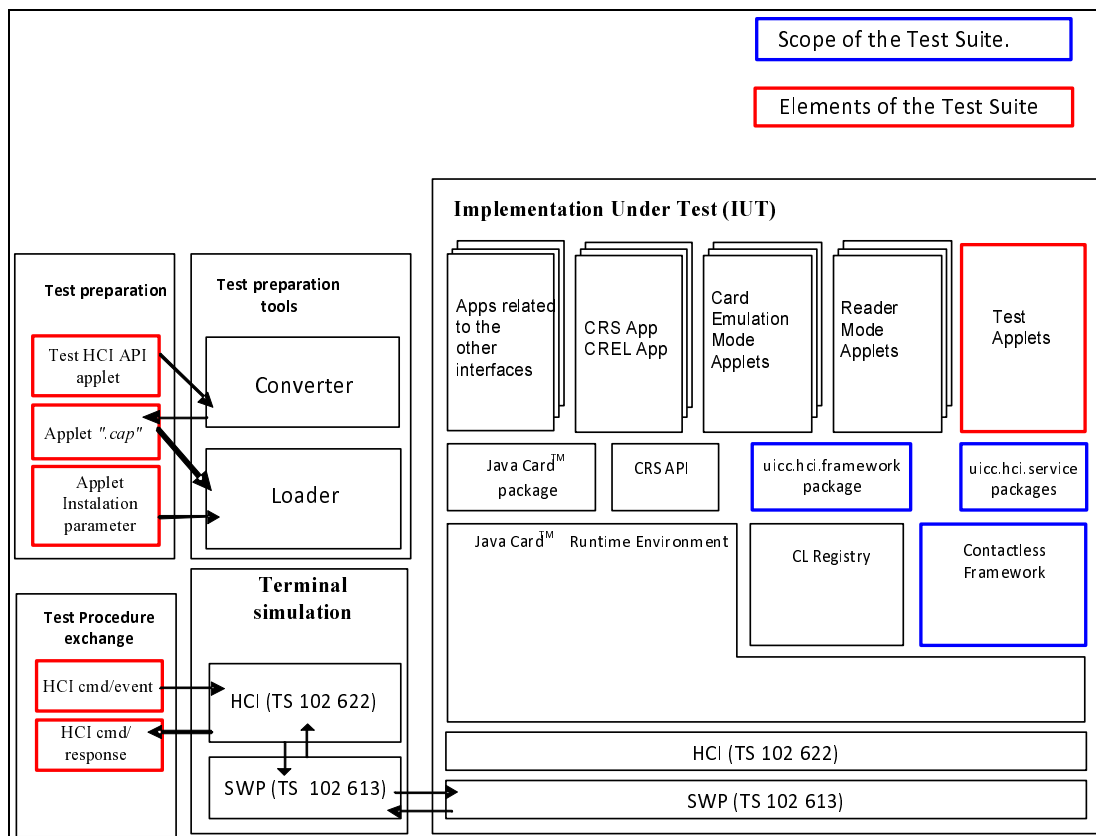 Scope of the Test Suite.
Elements of the Test Suite
Implementation Under Test (IUT)
Apps related
to the
other
interfaces
CRS App
CREL App
Card
Emulation
Mode
Applets
Reader
Mode
Applets
Test
Applets
Java Card™
package
CRS API
uicc.hci.framework
package
uicc.hci.service
packages
Java Card™ Runtime Environment
CL Registry
Contactless
Framework
HCI (TS 102 622)
SWP (TS 102 613)
Test preparation
Test HCI API
applet
Applet ".cap"
Applet
Instalation
parameter
Test preparation
tools
Converter
Loader
Test Procedure
exchange
HCI cmd/event
HCI cmd/
response
Terminal
simulation
HCI (TS 102 622)
SWP (TS 102 613)